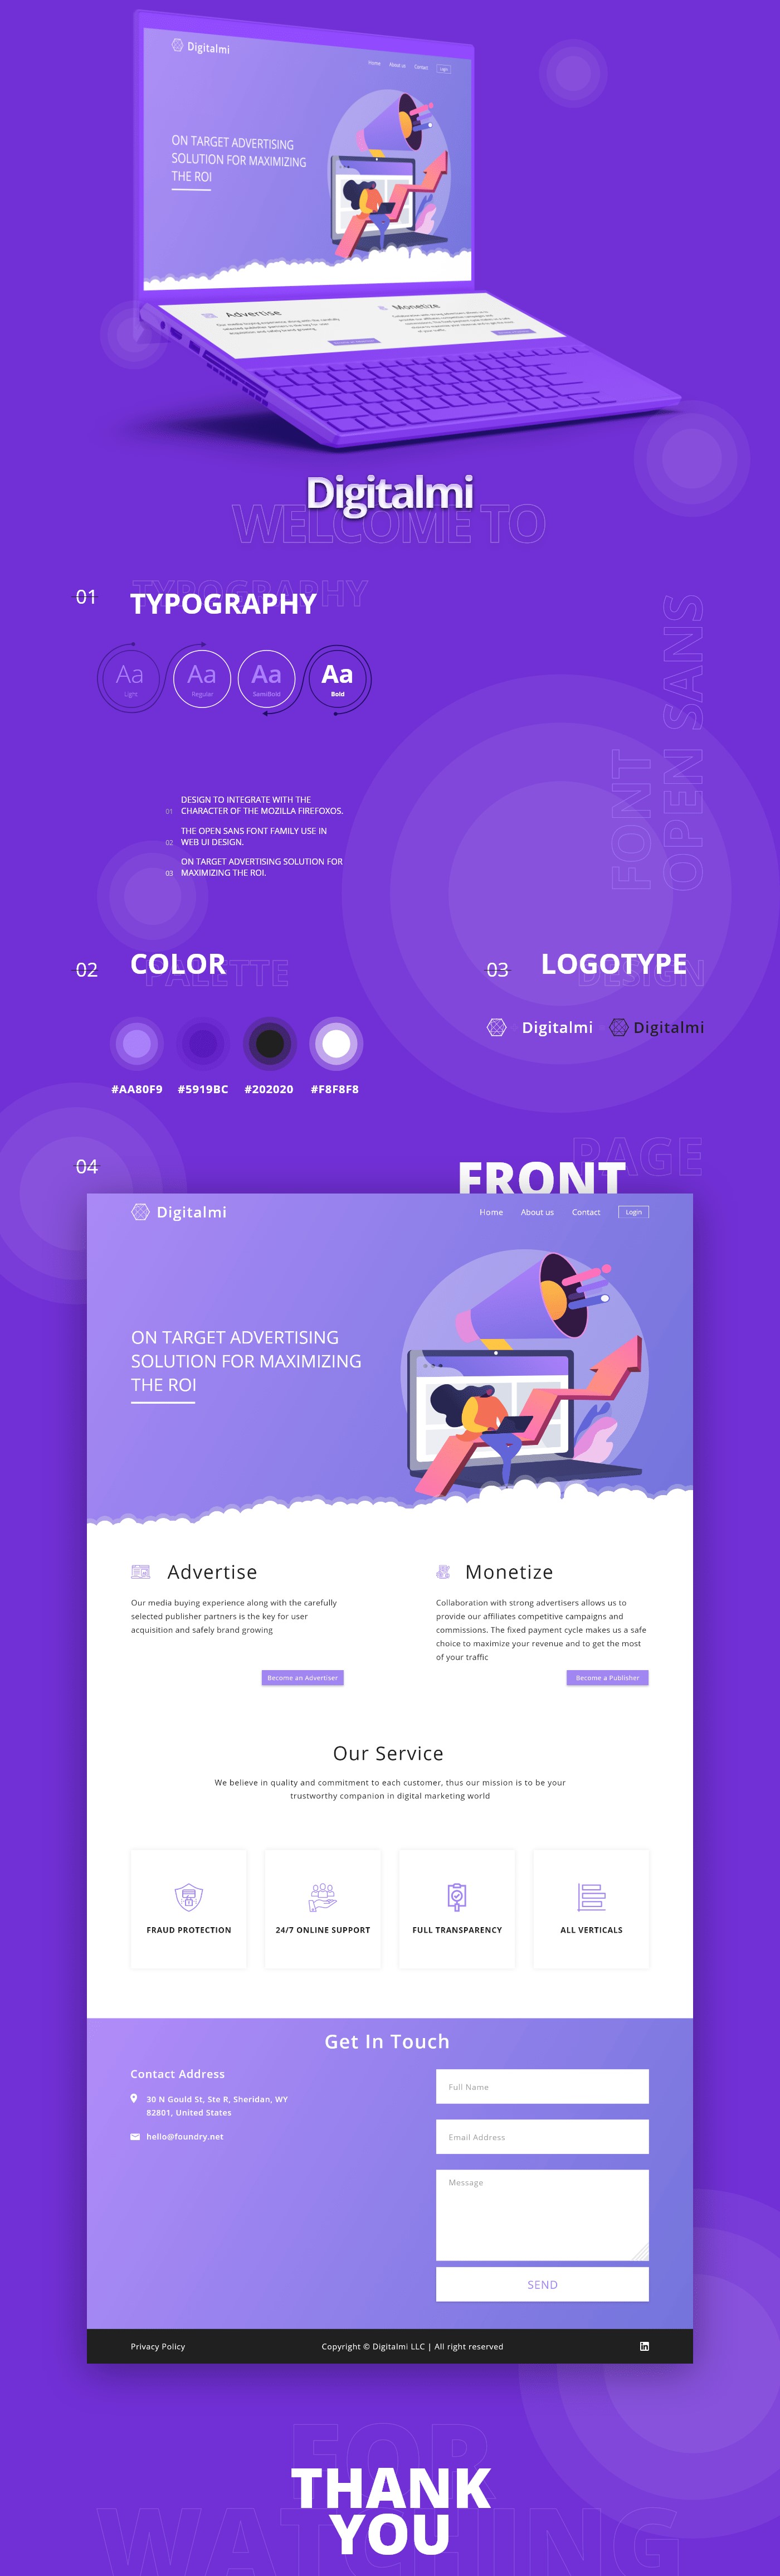 Digitalmi
Home
About us
Contact
Login
ON TARGET ADVERTISING
SOLUTION FOR MAXIMIZING
THE ROI
Advertise
Monetize
Digitalmi
WELCOME TO
01
TYPOGRAPHY
TYPOGRAPHY
Aa
Light
Aa
Regular
Aa
SamiBold
Aa
Bold
FONT
OPEN SANS
01
DESIGN TO INTEGRATE WITH THE
CHARACTER OF THE MOZILLA FIREFOXOS.
02
THE OPEN SANS FONT FAMILY USE IN
WEB UI DESIGN.
03
ON TARGET ADVERTISING SOLUTION FOR
MAXIMIZING THE ROI.
02
COLOR
PALETTE
#AA80F9
#5919BC
#202020
#F8F8F8
03
LOGOTYPE
DESIGN
Digitalmi
Digitalmi
04
PAGE
FRONT
Digitalmi
Home
About us
Contact
Login
ON TARGET ADVERTISING
SOLUTION FOR MAXIMIZING
THE ROI
Advertise
Our media buying experience along with the carefully
selected publisher partners is the key for user
acquisition and safely brand growing
Become an Advertiser
Monetize
Collaboration with strong advertisers allows us to
provide our affiliates competitive campaigns and
commissions. The fixed payment cycle makes us a safe
choice to maximize your revenue and to get the most
of your traffic
Become a Publisher
Our Service
We believe in quality and commitment to each customer, thus our mission is to be your
trustworthy companion in digital marketing world
FRAUD PROTECTION
24/7 ONLINE SUPPORT
FULL TRANSPARENCY
ALL VERTICALS
Get In Touch
Contact Address
30 N Gould St, Ste R, Sheridan, WY
82801, United States
hello@foundry.net
Full Name
Email Address
Message
SEND
Privacy Policy
Copyright © Digitalmi LLC | All right reserved
in
FOR
THANK
YOU
WATCHING